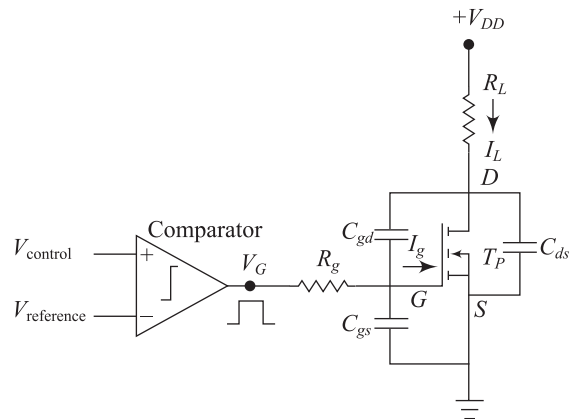 +V_DD
R_L
I_L
D
Comparator
C_gd
I_g
T_P
C_ds
V_control
+
V_G
R_g
G
S
V_reference
−
C_gs